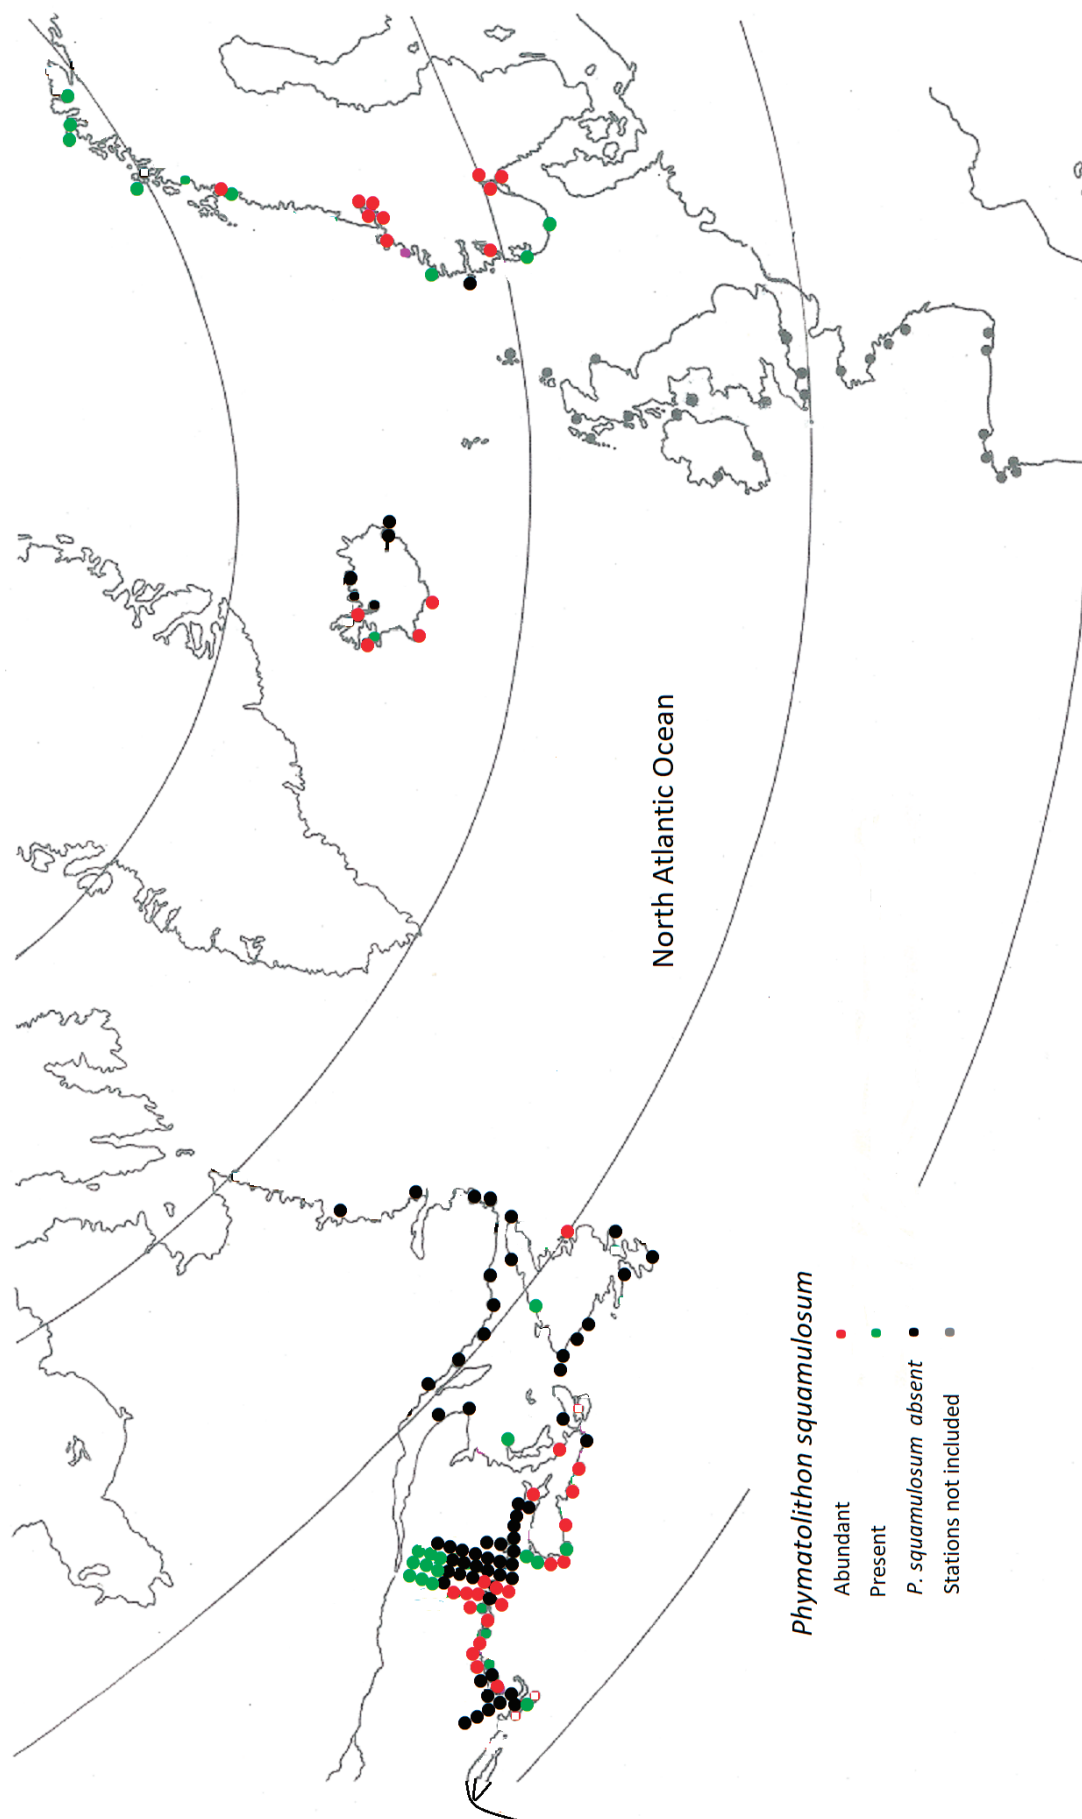 North Atlantic Ocean
Phymatolithon squamulosum
Abundant
Present
P. squamulosum absent
Stations not included